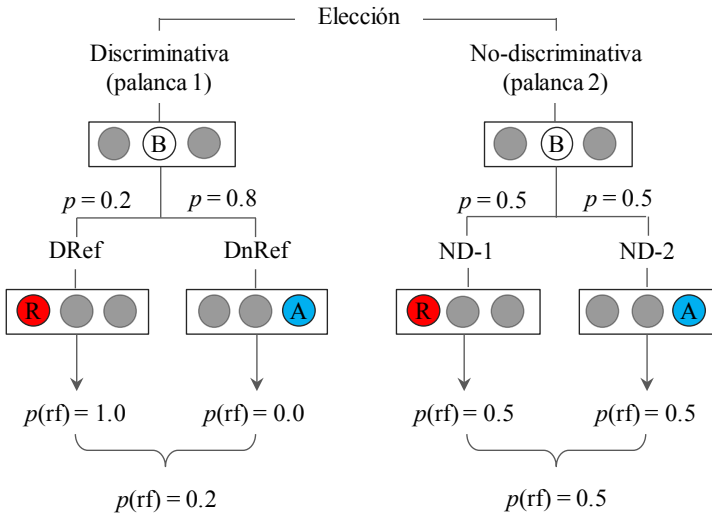 Elección
Discriminativa
(palanca 1)
No-discriminativa
(palanca 2)
B
B
p = 0.2
p = 0.8
p = 0.5
p = 0.5
DRef
DnRef
ND-1
ND-2
R
A
R
A
p(rf) = 1.0
p(rf) = 0.0
p(rf) = 0.5
p(rf) = 0.5
p(rf) = 0.2
p(rf) = 0.5